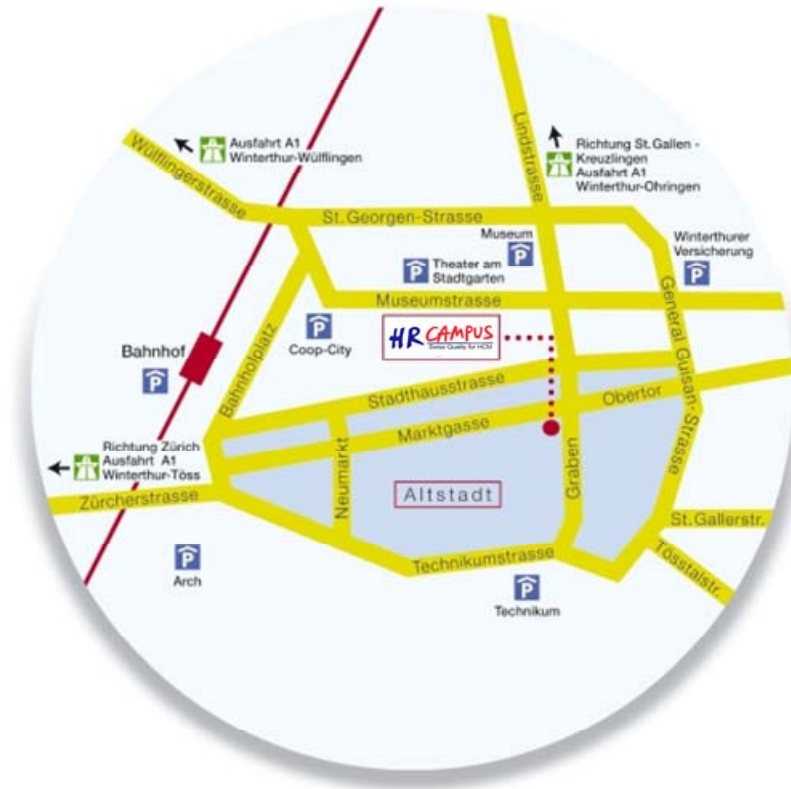 Ausfahrt A1
Winterthur-Wülflingen
Wülflingerstrasse
Lindstrasse
Richtung St.Gallen -
Kreuzlingen
Ausfahrt A1
Winterthur-Ohringen
St.Georgen-Strasse
Museum
Theater am
Stadtgarten
Winterthurer
Versicherung
Museumstrasse
General Guisan-Strasse
Coop-City
HR CAMPUS
Swiss Quality for HCM
Bahnhof
Bahnholplatz
Stadthausstrasse
Obertor
Marktgasse
Richtung Zürich
Ausfahrt A1
Winterthur-Töss
Neumarkt
Graben
Altstadt
Zürcherstrasse
St.Gallerstr.
Technikumstrasse
Tösstalstr.
Arch
Technikum
P
P
P
P
P
P
P